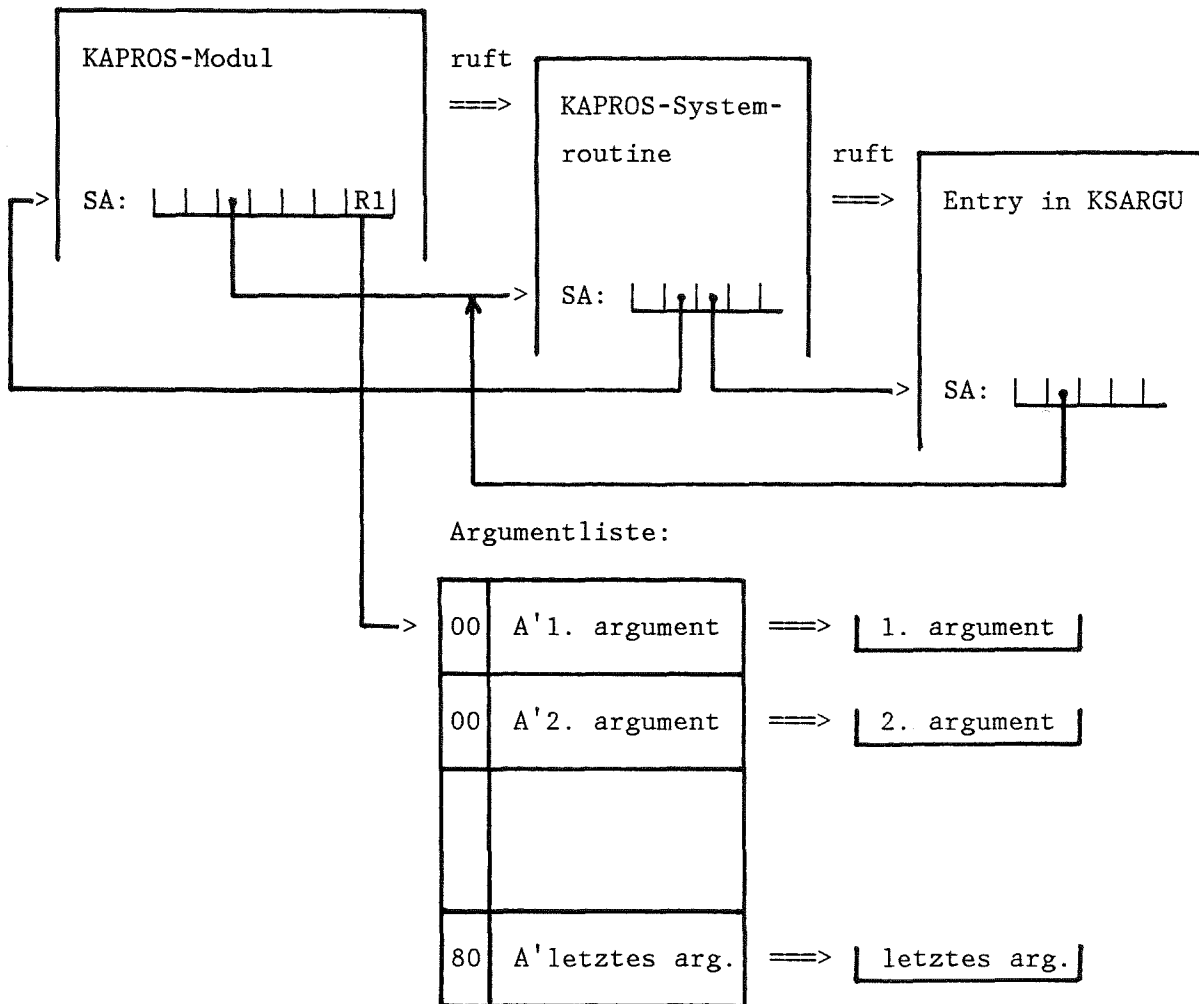 KAPROS-Modul
ruft
===>
KAPROS-System-
routine
ruft
===>
Entry in KSARGU
SA:
R1
SA:
SA:
Argumentliste:
00 A'1. argument ===> 1. argument
00 A'2. argument ===> 2. argument
80 A'letztes arg. ===> letztes arg.